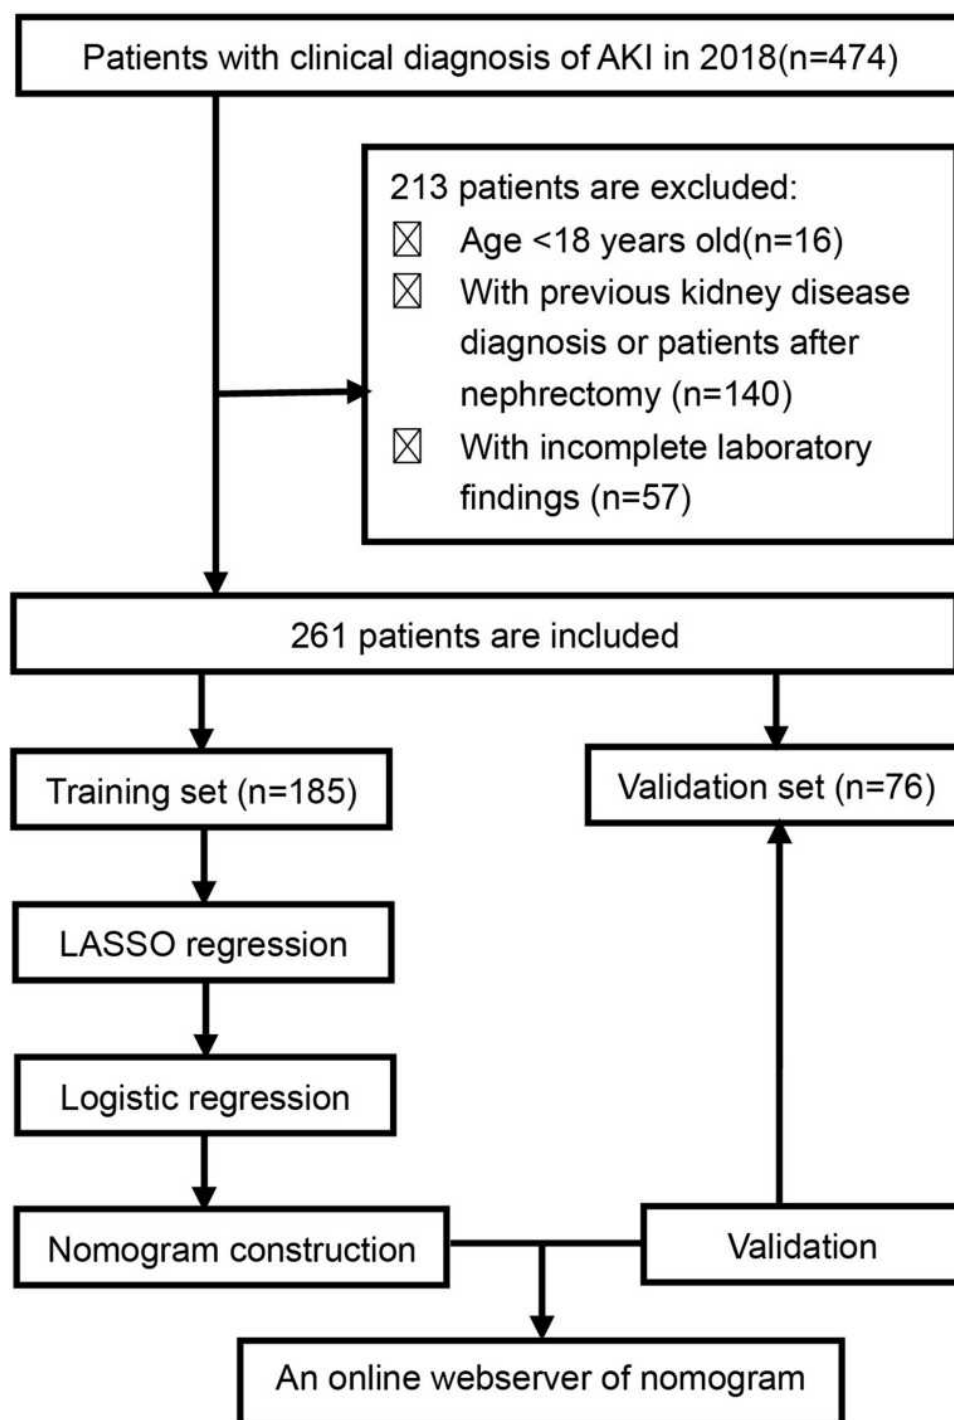 Patients with clinical diagnosis of AKI in 2018(n=474)
213 patients are excluded:
Age <18 years old(n=16)
With previous kidney disease
diagnosis or patients after
nephrectomy (n=140)
With incomplete laboratory
findings (n=57)
261 patients are included
Training set (n=185)
Validation set (n=76)
LASSO regression
Logistic regression
Nomogram construction
Validation
An online webserver of nomogram